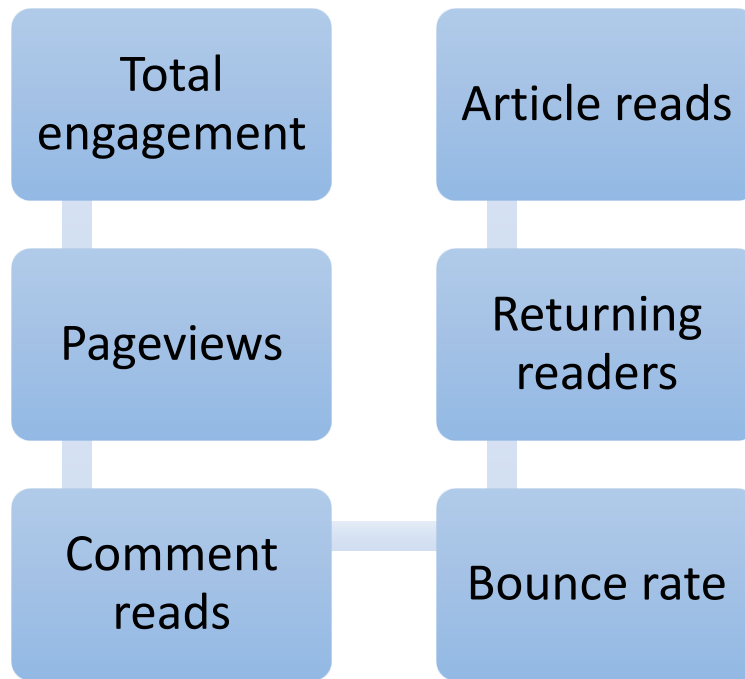 Total
engagement
Pageviews
Comment
reads
Bounce rate
Returning
readers
Article reads